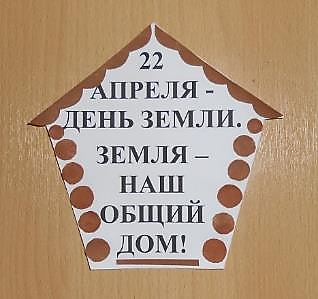 22
АПРЕЛЯ -
ДЕНЬ ЗЕМЛИ.
ЗЕМЛЯ –
НАШ
ОБЩИЙ
ДОМ!